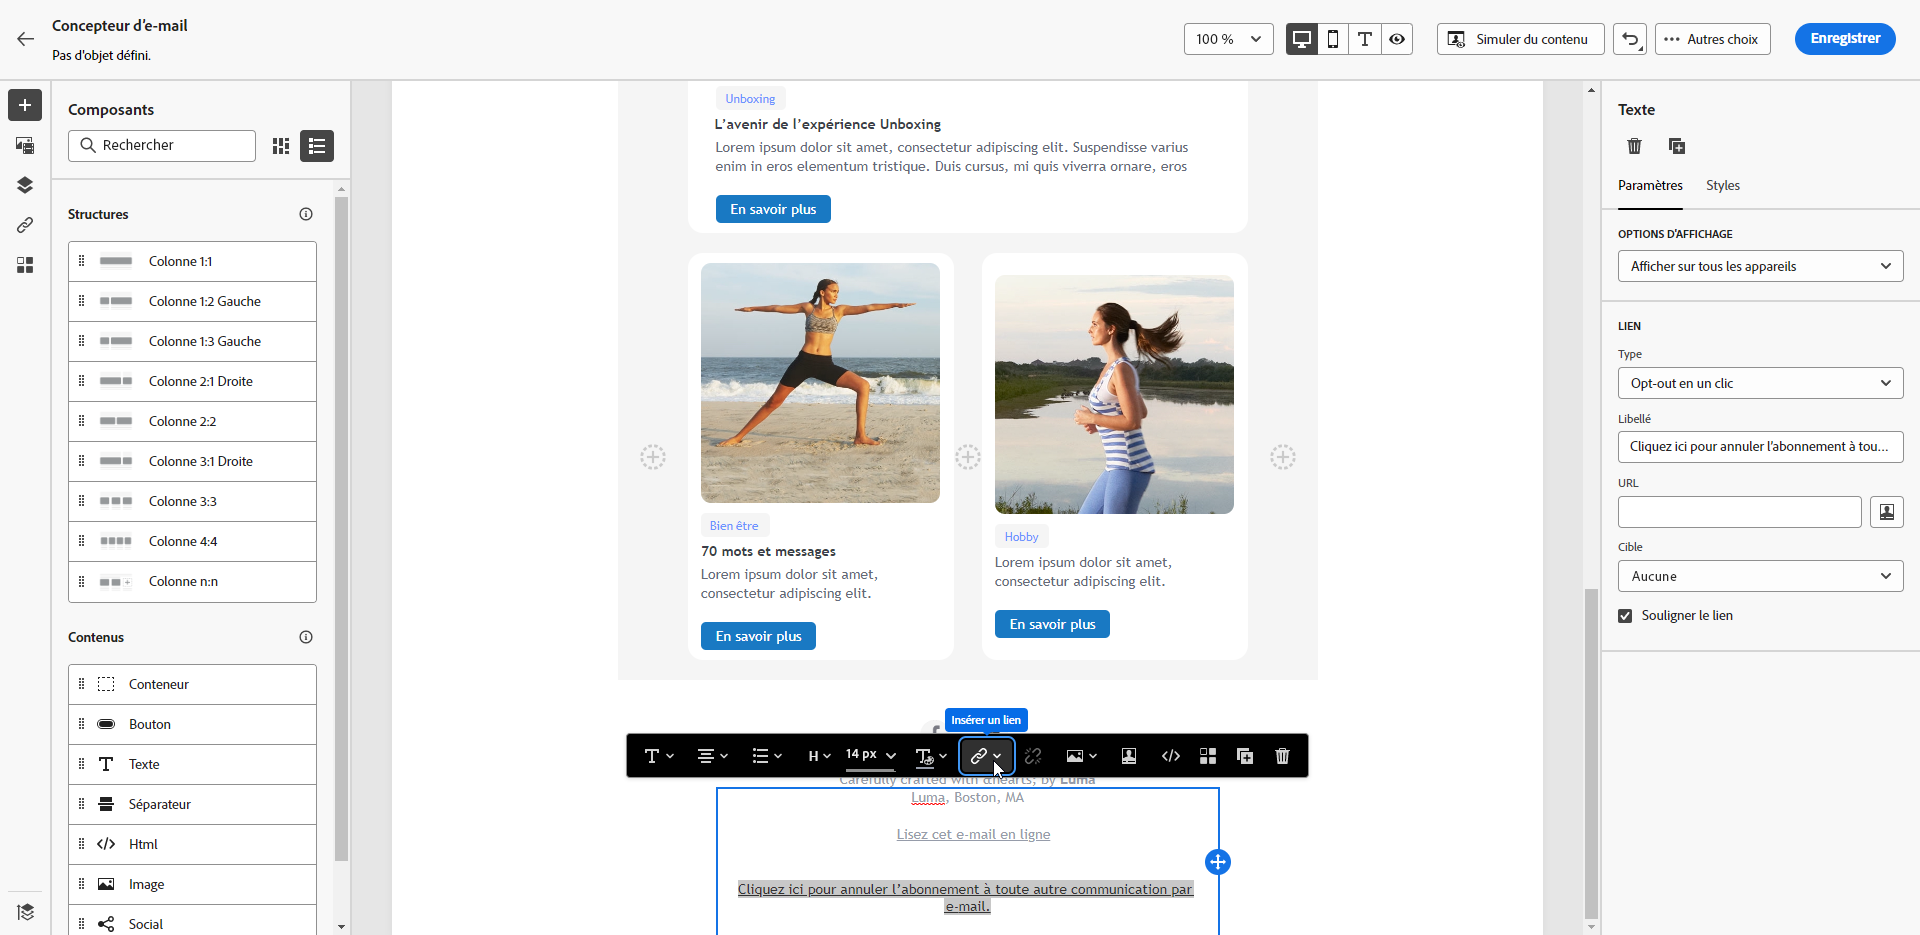 Concepteur d'e-mail
Pas d'objet défini.
100 %
Simuler du contenu
Autres choix
Enregistrer
Composants
Rechercher
Structures
Colonne 1:1
Colonne 1:2 Gauche
Colonne 1:3 Gauche
Colonne 2:1 Droite
Colonne 2:2
Colonne 3:1 Droite
Colonne 3:3
Colonne 4:4
Colonne n:n
Contenus
Conteneur
Bouton
Texte
Séparateur
Html
Image
Social
Unboxing
L'avenir de l'expérience Unboxing
Lorem ipsum dolor sit amet, consectetur adipiscing elit. Suspendisse varius
enim in eros elementum tristique. Duis cursus, mi quis viverra ornare, eros
En savoir plus
Bien être
70 mots et messages
Lorem ipsum dolor sit amet,
consectetur adipiscing elit.
En savoir plus
Hobby
Lorem ipsum dolor sit amet,
consectetur adipiscing elit.
En savoir plus
Insérer un lien
H
14 px
Carefully crafted with &hearts; by Luma
Luma, Boston, MA
Lisez cet e-mail en ligne
Cliquez ici pour annuler l'abonnement à toute autre communication par
e-mail.
Texte
Paramètres
Styles
OPTIONS D'AFFICHAGE
Afficher sur tous les appareils
LIEN
Type
Opt-out en un clic
Libellé
Cliquez ici pour annuler l'abonnement à tou...
URL
Cible
Aucune
Souligner le lien